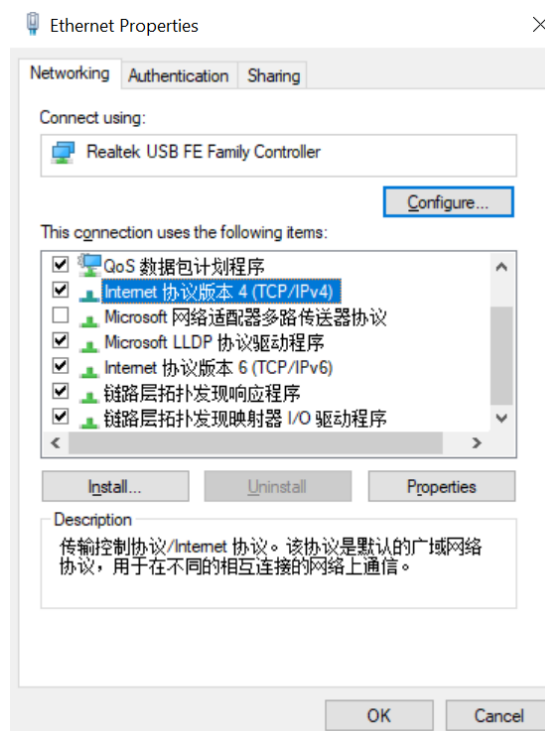 Ethernet Properties
Networking
Authentication
Sharing
Connect using:
Realtek USB FE Family Controller
Configure...
This connection uses the following items:
QoS 数据包计划程序
Internet 协议版本 4 (TCP/IPv4)
Microsoft 网络适配器多路传送器协议
Microsoft LLDP 协议驱动程序
Internet 协议版本 6 (TCP/IPv6)
链路层拓扑发现响应程序
链路层拓扑发现映射器 I/O 驱动程序
Install...
Uninstall
Properties
Description
传输控制协议/Internet 协议。该协议是默认的广域网络
协议，用于在不同的相互连接的网络上通信。
OK
Cancel